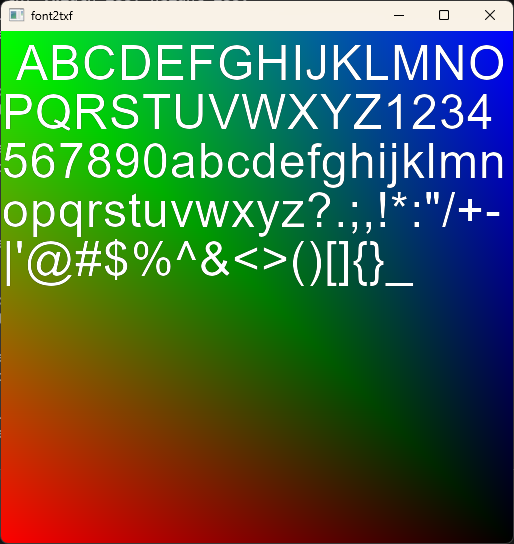 font2txf
ABCDEFGHIJKLMNO
PQRSTUVWXYZ1234
567890abcdefghijklmn
opqrstuvwxyz?.;,!*:"/+-
|'@#$%^&<>()[]{}_